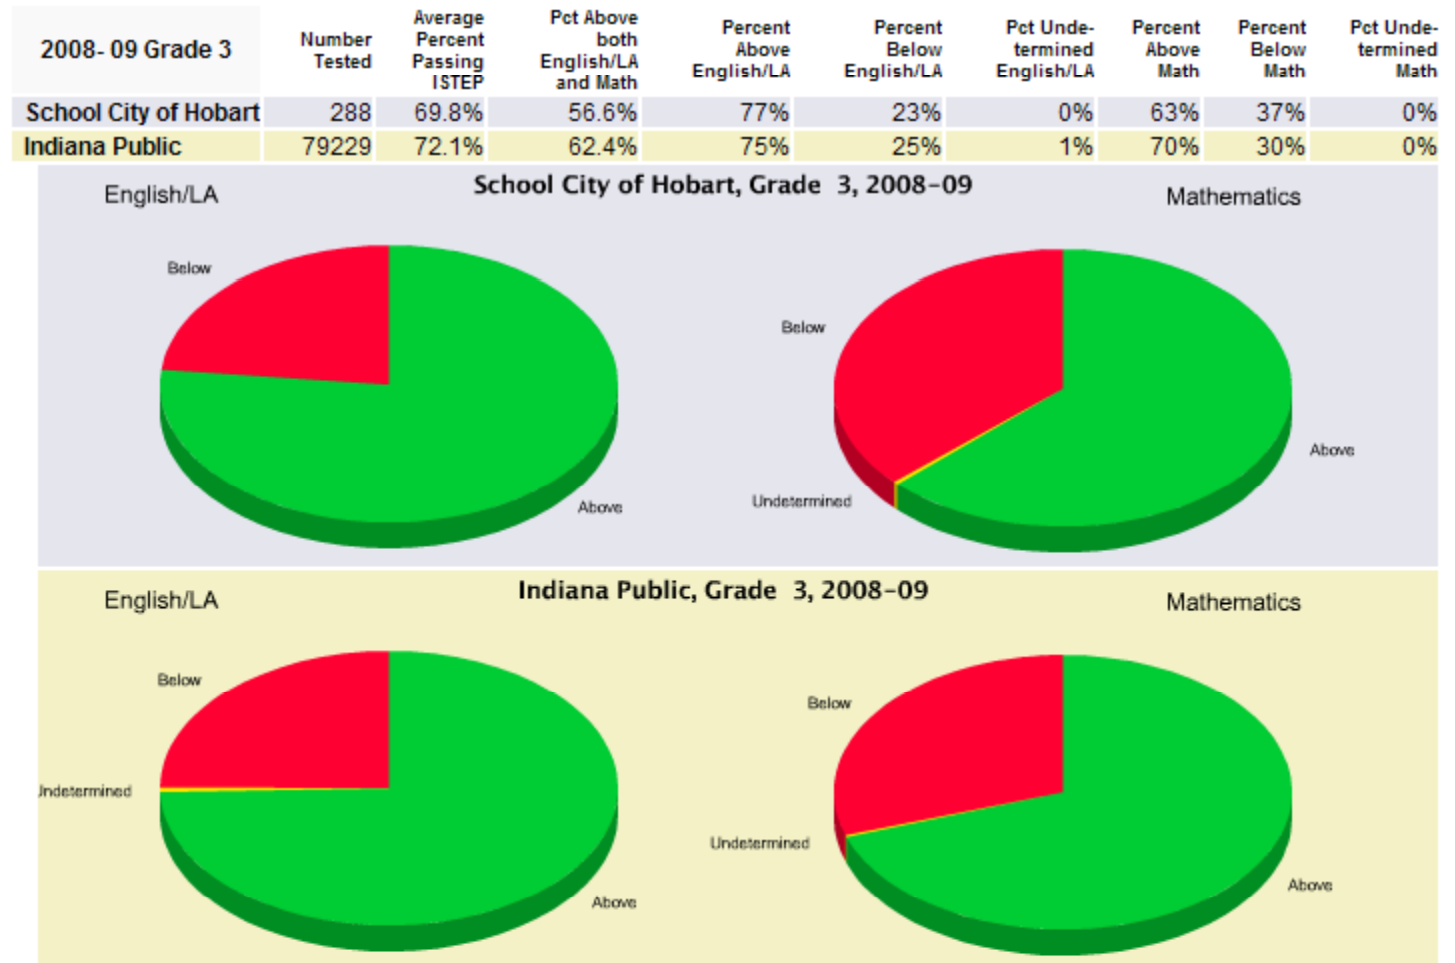 2008- 09 Grade 3 Number Tested Average Percent Passing ISTEP Pct Above both English/LA and Math Percent Above English/LA Percent Below English/LA Pct Unde-termined English/LA Percent Above Math Percent Below Math Pct Unde-termined Math
School City of Hobart 288 69.8% 56.6% 77% 23% 0% 63% 37% 0%
Indiana Public 79229 72.1% 62.4% 75% 25% 1% 70% 30% 0%
School City of Hobart, Grade 3, 2008-09
English/LA
Mathematics
Below
Above
Below
Above
Undetermined
Indiana Public, Grade 3, 2008-09
English/LA
Mathematics
Below
Undetermined
Above
Below
Undetermined
Above